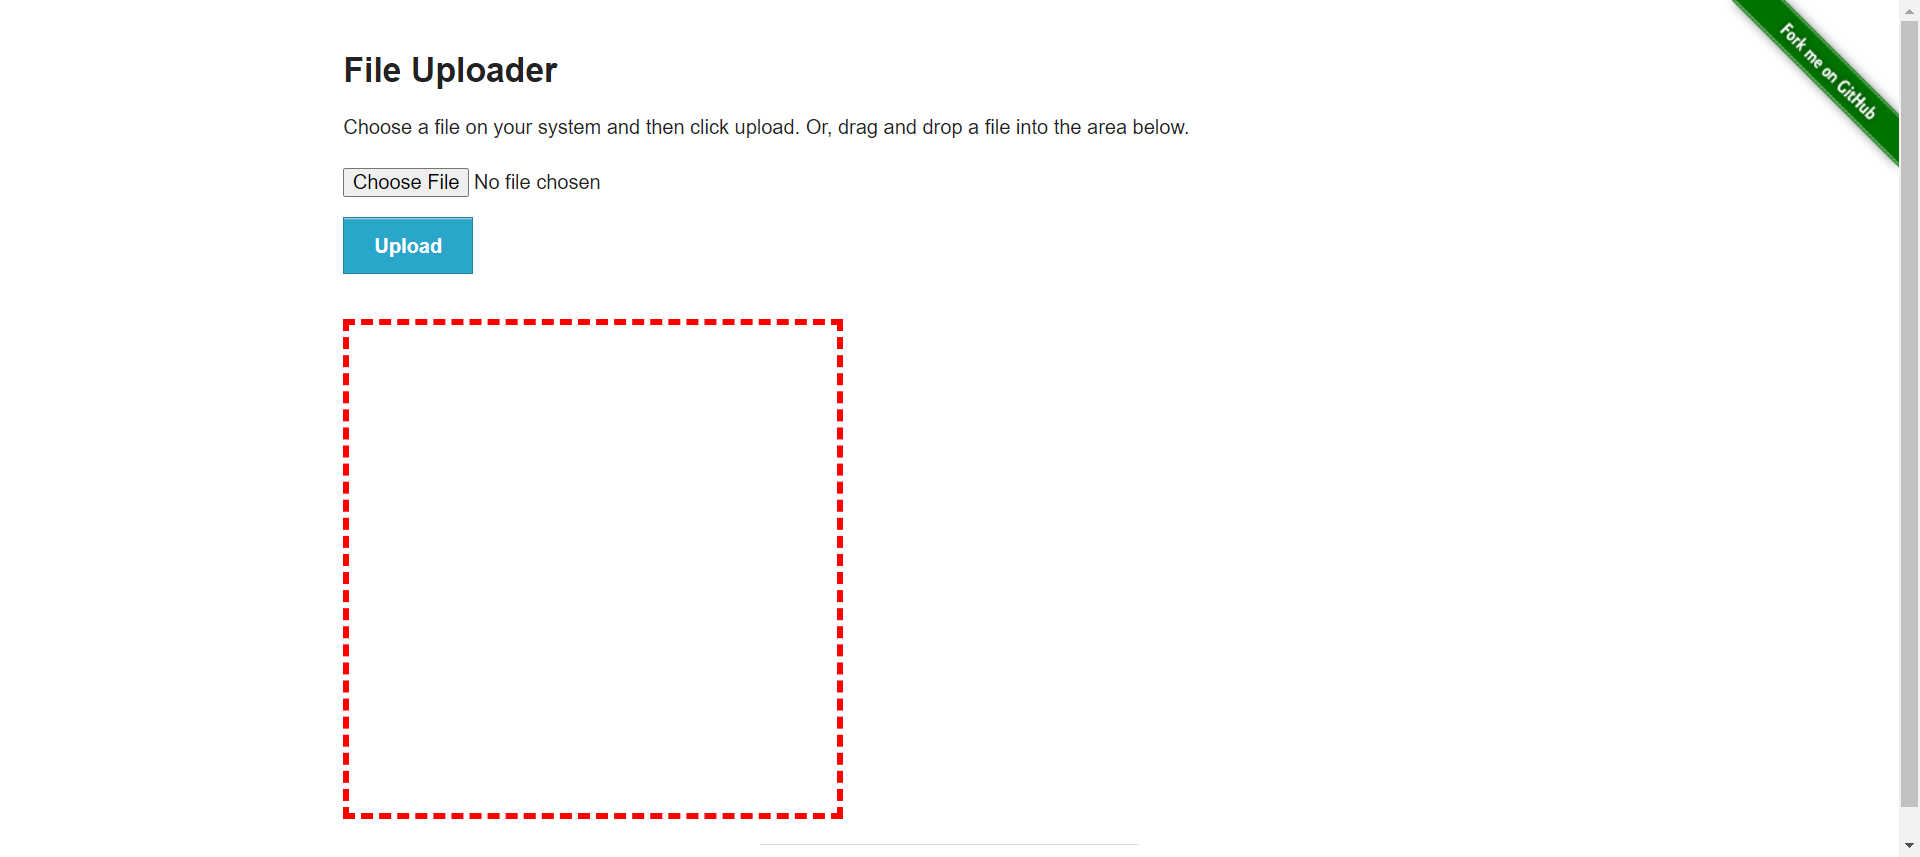 File Uploader
Choose a file on your system and then click upload. Or, drag and drop a file into the area below.
Choose File No file chosen
Upload
Fork me on GitHub